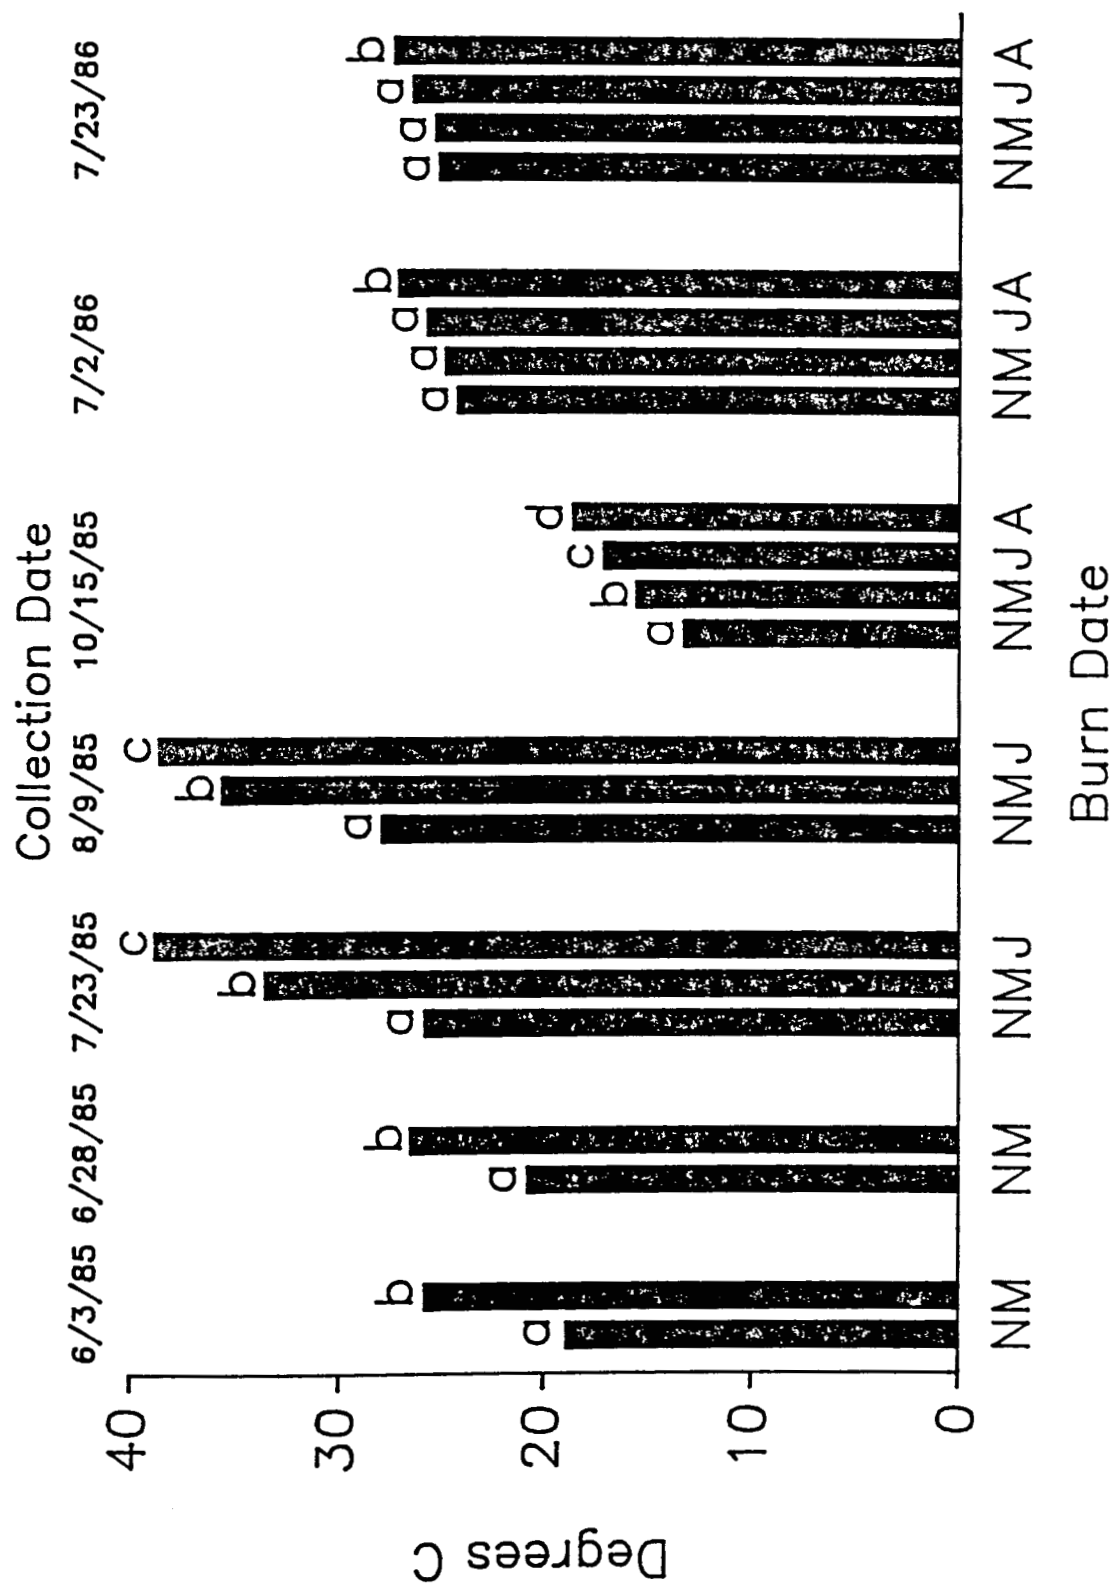 Collection Date
6/3/85 6/28/85 7/23/85 8/9/85 10/15/85 7/2/86 7/23/86
b b c c d b b
a a b b c a a
a a b a a
a a a
40
30
20
10
0
Degrees C
NM NM NMJ NMJ NMJA NMJA NMJA
Burn Date